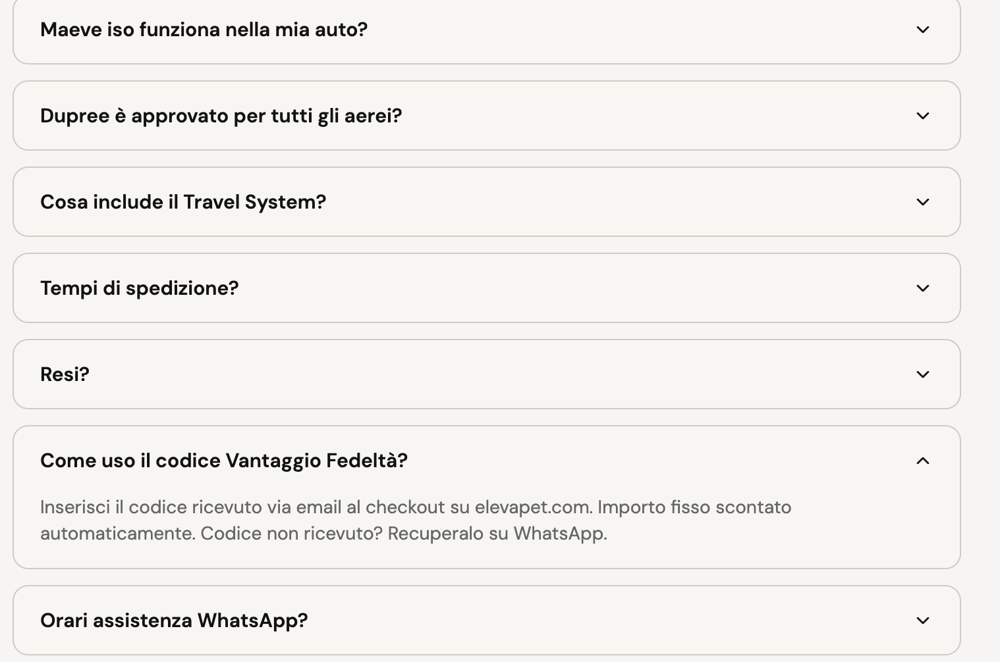 Maeve iso funziona nella mia auto?
Dupree è approvato per tutti gli aerei?
Cosa include il Travel System?
Tempi di spedizione?
Resi?
Come uso il codice Vantaggio Fedeltà?
Inserisci il codice ricevuto via email al checkout su elevapet.com. Importo fisso scontato
automaticamente. Codice non ricevuto? Recuperalo su WhatsApp.
Orari assistenza WhatsApp?